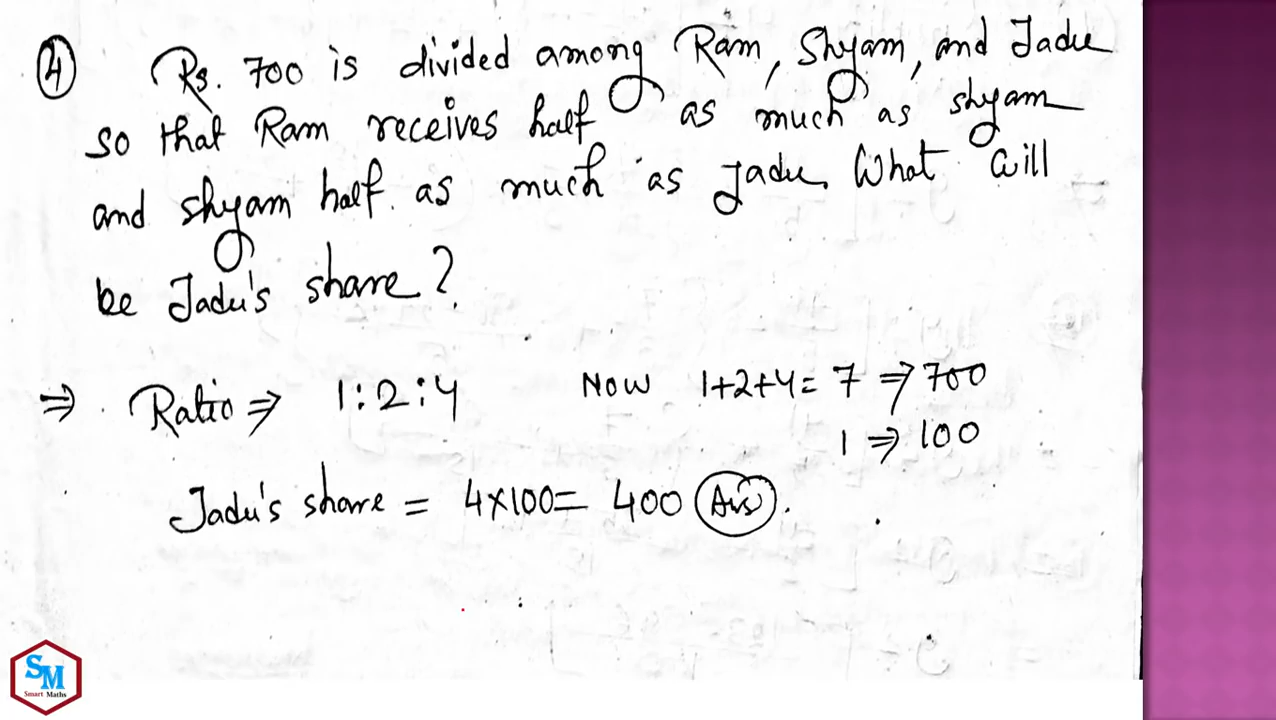 4 Rs. 700 is divided among Ram, Shyam, and Jadu
so that Ram receives half as much as shyam
and shyam half as much as Jadu. What will
be Jadu's share?
⇒ Ratio ⇒ 1:2:4 Now 1+2+4= 7 ⇒ 700
1 ⇒ 100
Jadu's share = 4×100= 400 Ans.
SM
Smart Maths